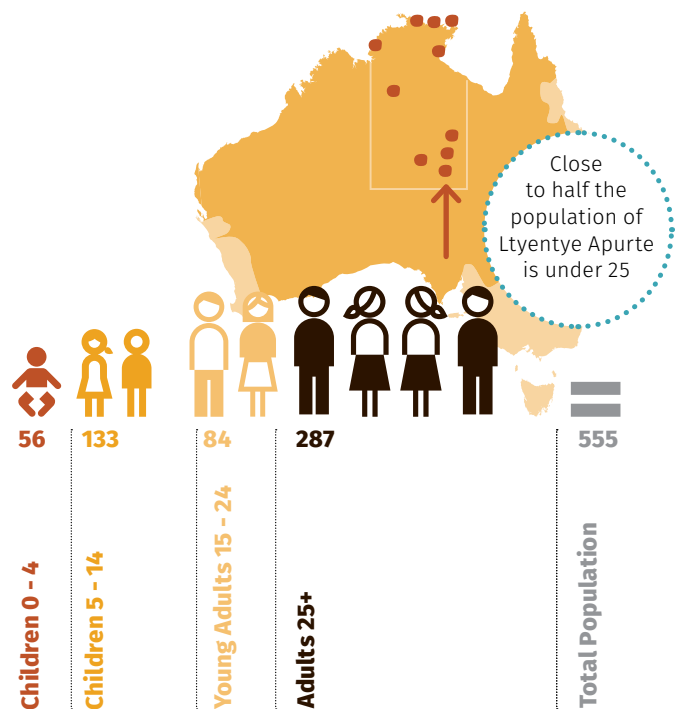 Close
to half the
population of
Ltyentye Apurte
is under 25
56
133
84
287
555
Children 0 - 4
Children 5 - 14
Young Adults 15 - 24
Adults 25+
Total Population